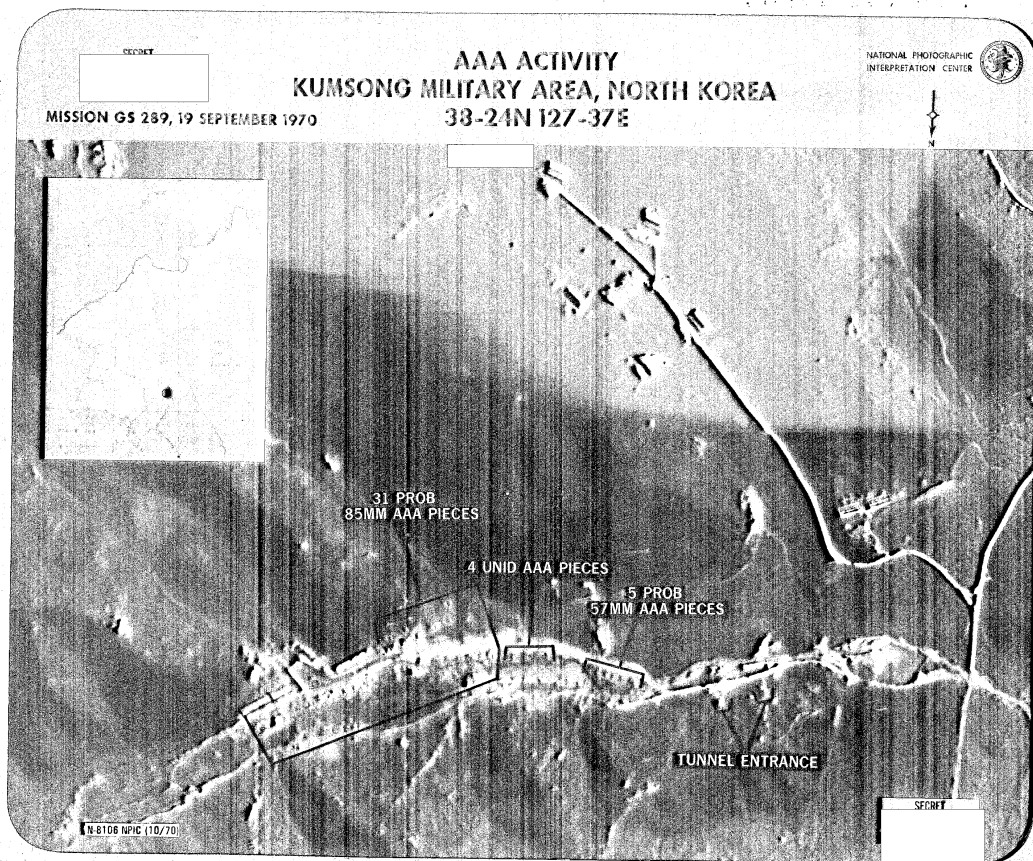 SECRET
AAA ACTIVITY
KUMSONG MILITARY AREA, NORTH KOREA
38-24N 127-37E
MISSION GS 289, 19 SEPTEMBER 1970
NATIONAL PHOTOGRAPHIC
INTERPRETATION CENTER
N
31 PROB
85MM AAA PIECES
4 UNID AAA PIECES
5 PROB
57MM AAA PIECES
TUNNEL ENTRANCE
N-8106 NPIC (10/70)
SECRET